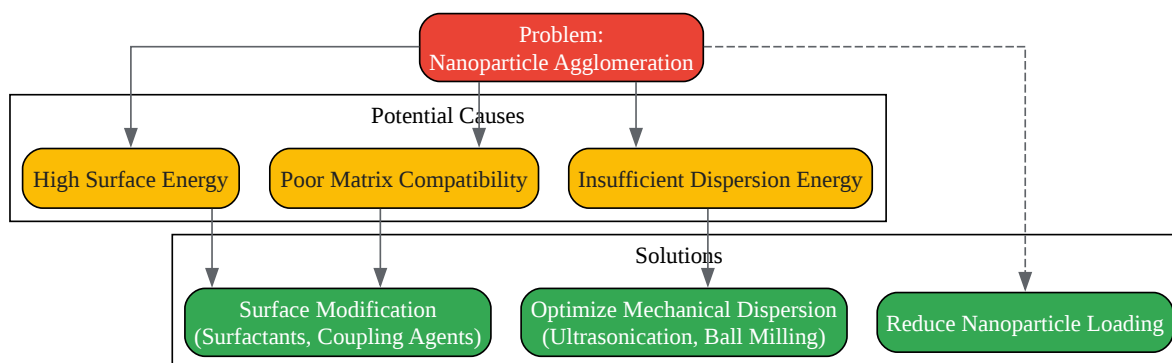 Problem:
Nanoparticle Agglomeration
Potential Causes
High Surface Energy
Poor Matrix Compatibility
Insufficient Dispersion Energy
Solutions
Surface Modification
(Surfactants, Coupling Agents)
Optimize Mechanical Dispersion
(Ultrasonication, Ball Milling)
Reduce Nanoparticle Loading